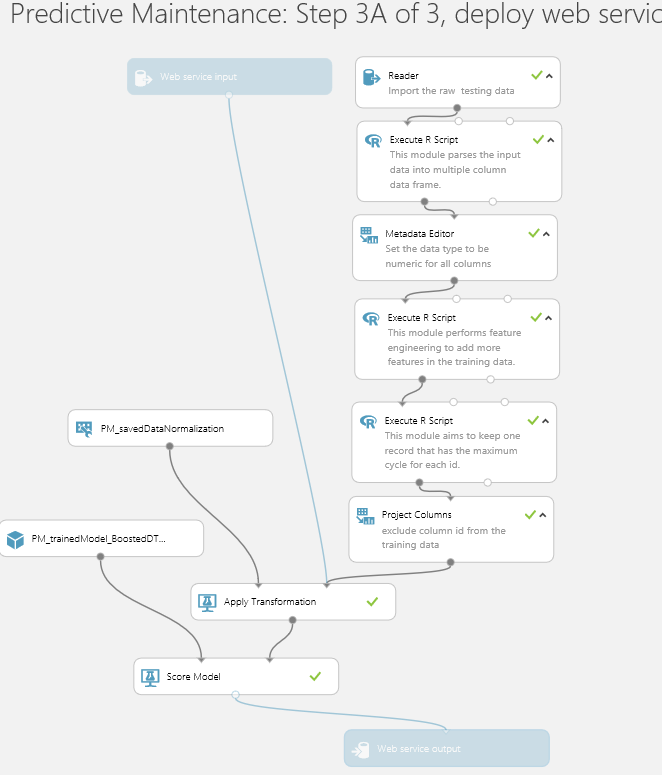 Predictive Maintenance: Step 3A of 3, deploy web servic
Web service input
Reader
Import the raw testing data
Execute R Script
This module parses the input
data into multiple column
data frame.
Metadata Editor
Set the data type to be
numeric for all columns
Execute R Script
This module performs feature
engineering to add more
features in the training data.
PM_savedDataNormalization
Execute R Script
This module aims to keep one
record that has the maximum
cycle for each id.
Project Columns
exclude column id from the
training data
PM_trainedModel_BoostedDT...
Apply Transformation
Score Model
Web service output